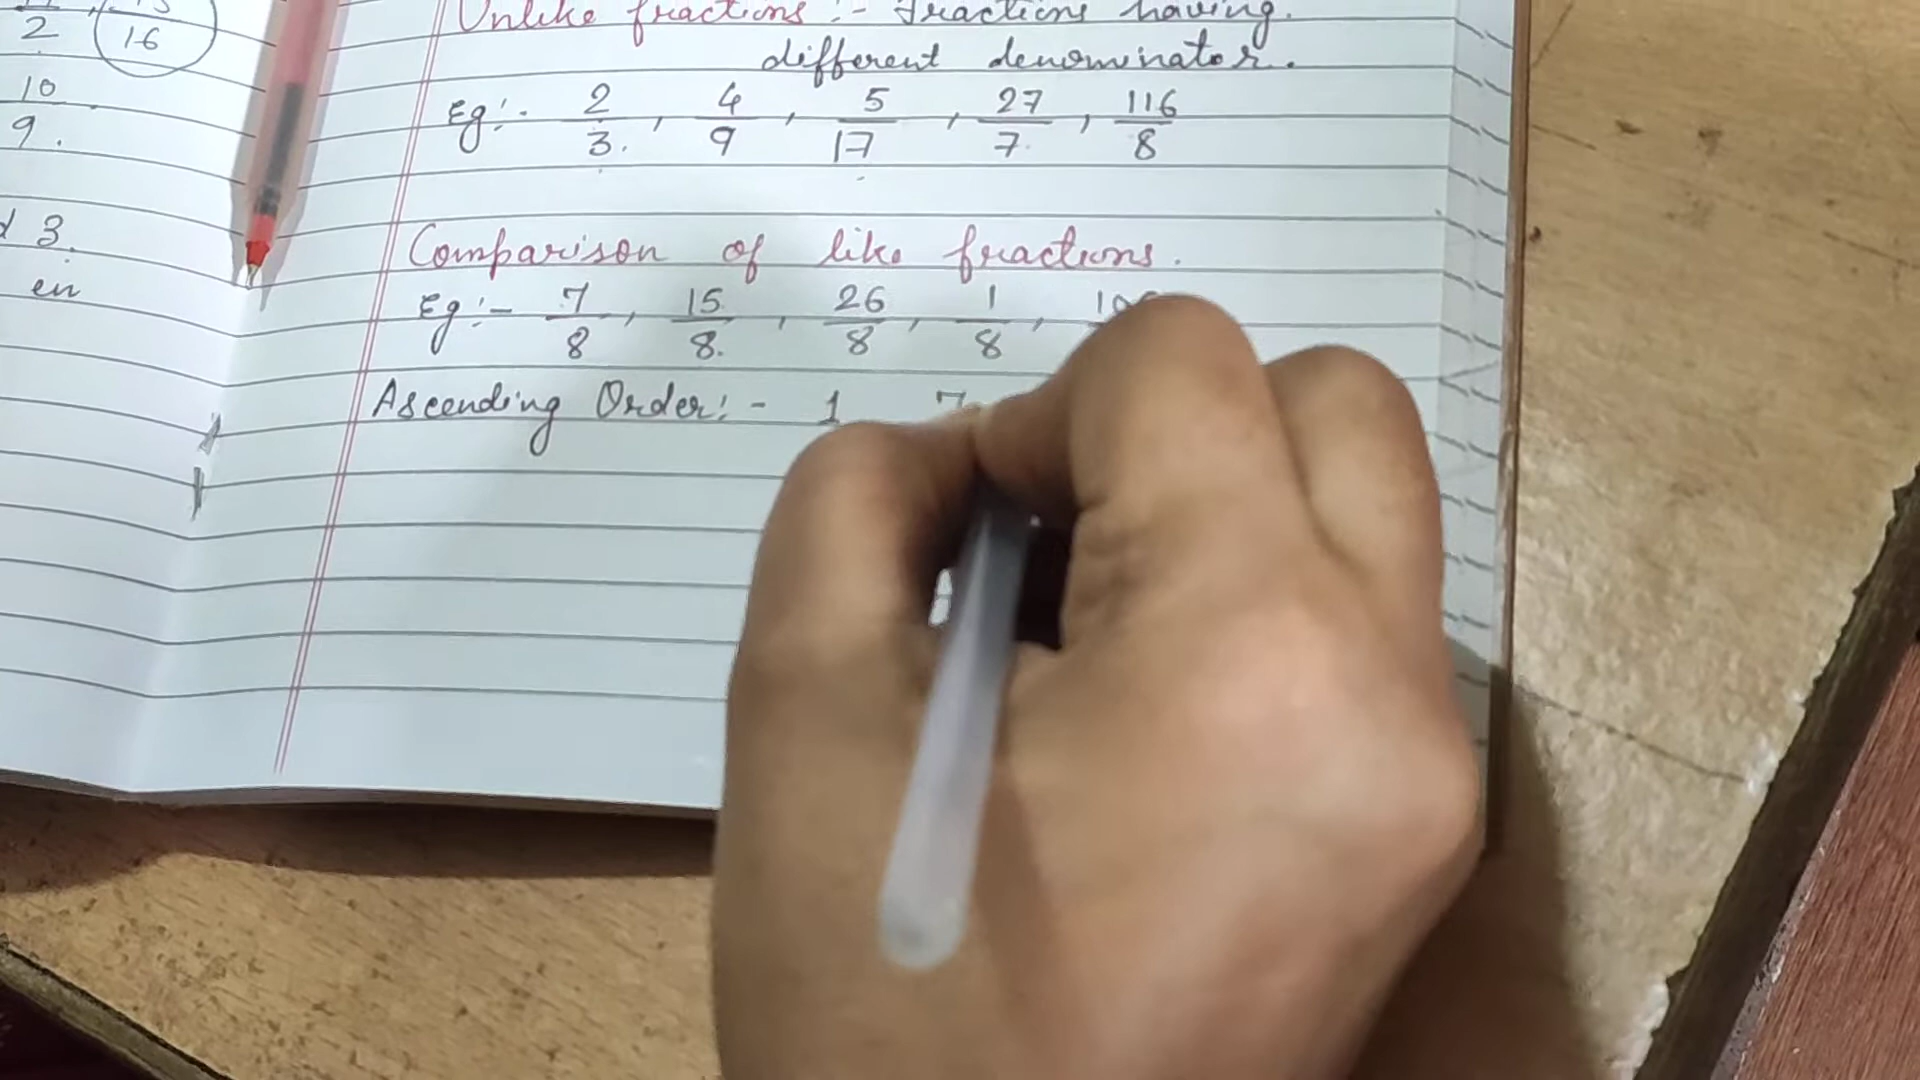 2 16
10
9.
3.
en
Unlike fractions :- fractions having
different denominator.
Eg:- 2/3, 4/9, 5/17, 27/7, 116/8
Comparison of like fractions.
Eg:- 7/8, 15/8, 26/8, 1/8,
Ascending Order:- 1 7